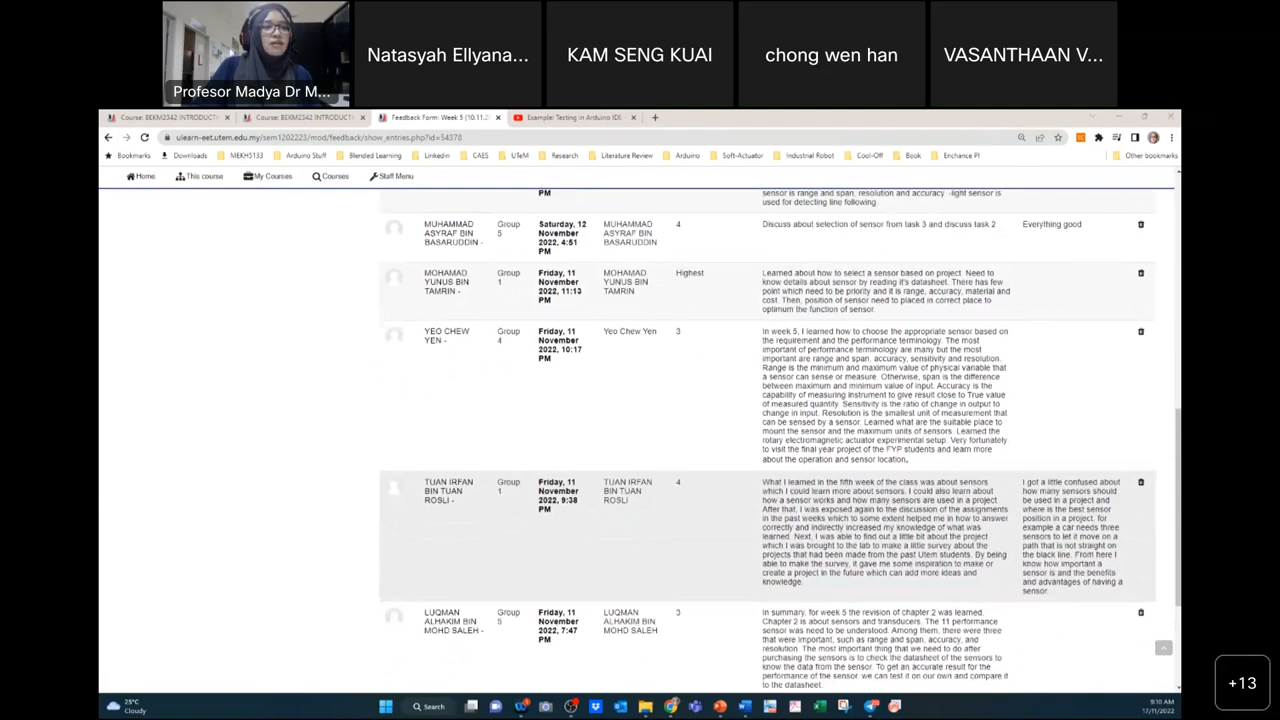 Profesor Madya Dr M...
Natasyah Ellyana...
KAM SENG KUAI
chong wen han
VASANTHAAN V...
Course: BEKM2342 INTRODUCTI
Course: BEKM2342 INTRODUCTI
Feedback Form: Week 5 (10.11.2
Example: Testing in Arduino IDE
ulearn-eet.utem.edu.my/sem1202223/mod/feedback/show_entries.php?id=54378
Bookmarks
Downloads
MEKH5133
Arduino Stuff
Blended Learning
Linkedin
CAES
UTeM
Research
Literature Review
Arduino
Soft-Actuator
Industrial Robot
Cool-Off
Book
Enchance PI
Other bookmarks
Home
This course
My Courses
Courses
Staff Menu
PM
sensor is range and span, resolution and accuracy. -light sensor is
used for detecting line following.
MUHAMMAD
ASYRAF BIN
BASARUDDIN -
Group
5
Saturday, 12
November
2022, 4:51
PM
MUHAMMAD
ASYRAF BIN
BASARUDDIN
4
Discuss about selection of sensor from task 3 and discuss task 2
Everything good
MOHAMAD
YUNUS BIN
TAMRIN -
Group
1
Friday, 11
November
2022, 11:13
PM
MOHAMAD
YUNUS BIN
TAMRIN
Highest
Learned about how to select a sensor based on project. Need to
know details about sensor by reading it's datasheet. There has few
point which need to be priority and it is range, accuracy, material and
cost. Then, position of sensor need to placed in correct place to
optimum the function of sensor.
YEO CHEW
YEN -
Group
4
Friday, 11
November
2022, 10:17
PM
Yeo Chew Yen
3
In week 5, I learned how to choose the appropriate sensor based on
the requirement and the performance terminology. The most
important of performance terminology are many but the most
important are range and span, accuracy, sensitivity and resolution.
Range is the minimum and maximum value of physical variable that
a sensor can sense or measure. Otherwise, span is the difference
between maximum and minimum value of input. Accuracy is the
capability of measuring instrument to give result close to True value
of measured quantity. Sensitivity is the ratio of change in output to
change in input. Resolution is the smallest unit of measurement that
can be sensed by a sensor. Learned what are the suitable place to
mount the sensor and the maximum units of sensors. Learned the
rotary electromagnetic actuator experimental setup. Very fortunately
to visit the final year project of the FYP students and learn more
about the operation and sensor location.
TUAN IRFAN
BIN TUAN
ROSLI -
Group
1
Friday, 11
November
2022, 9:38
PM
TUAN IRFAN
BIN TUAN
ROSLI
4
What I learned in the fifth week of the class was about sensors
which I could learn more about sensors. I could also learn about
how a sensor works and how many sensors are used in a project.
After that, I was exposed again to the discussion of the assignments
in the past weeks which to some extent helped me in how to answer
correctly and indirectly increased my knowledge of what was
learned. Next, I was able to find out a little bit about the project
which I was brought to the lab to make a little survey about the
projects that had been made from the past Utem students. By being
able to make the survey, it gave me some inspiration to make or
create a project in the future which can add more ideas and
knowledge.
I got a little confused about
how many sensors should
be used in a project and
where is the best sensor
position in a project. for
example a car needs three
sensors to let it move on a
path that is not straight on
the black line. From here I
know how important a
sensor is and the benefits
and advantages of having a
sensor.
LUQMAN
ALHAKIM BIN
MOHD SALEH -
Group
5
Friday, 11
November
2022, 7:47
PM
LUQMAN
ALHAKIM BIN
MOHD SALEH
3
In summary, for week 5 the revision of chapter 2 was learned.
Chapter 2 is about sensors and transducers. The 11 performance
sensor was need to be understood. Among them, there were three
that were important, such as range and span, accuracy, and
resolution. The most important thing that we need to do after
purchasing the sensors is to check the datasheet of the sensors to
know the data from the sensor. To get an accurate result for the
performance of the sensor. we can test it on our own and compare it
to the datasheet.
+13
25°C
Cloudy
Search
9:10 AM
17/11/2022